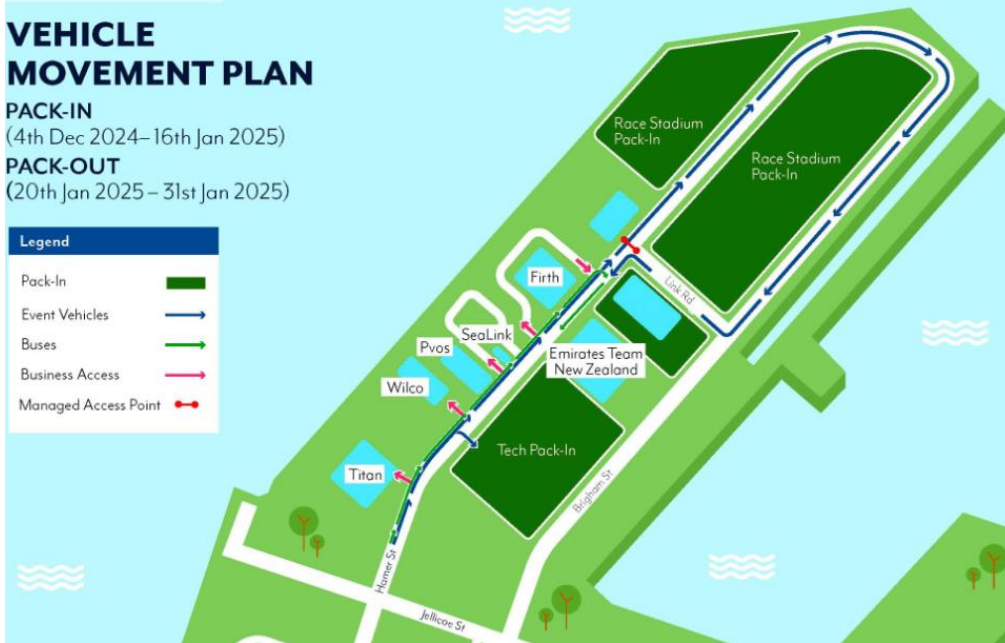 VEHICLE
MOVEMENT PLAN
PACK-IN
(4th Dec 2024–16th Jan 2025)
PACK-OUT
(20th Jan 2025 – 31st Jan 2025)
Legend
Pack-In
Event Vehicles
Buses
Business Access
Managed Access Point
Race Stadium
Pack-In
Race Stadium
Pack-In
Firth
Link Rd
SeaLink
Pvos
Emirates Team
New Zealand
Wilco
Tech Pack-In
Titan
Brigham St
Hamer St
Jellicoe St